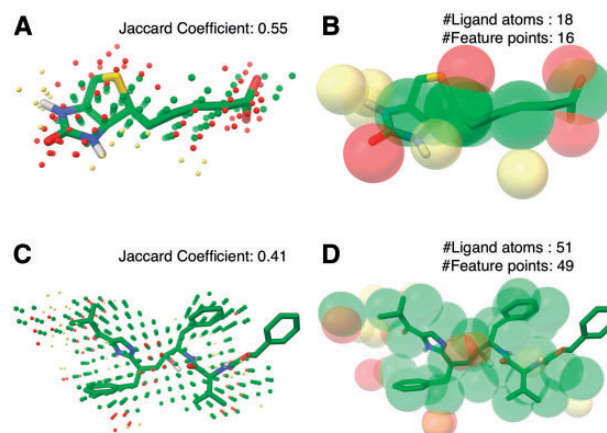 A
Jaccard Coefficient: 0.55
B
#Ligand atoms : 18
#Feature points: 16
H
N
O
N
H
C
Jaccard Coefficient: 0.41
D
#Ligand atoms : 51
#Feature points: 49